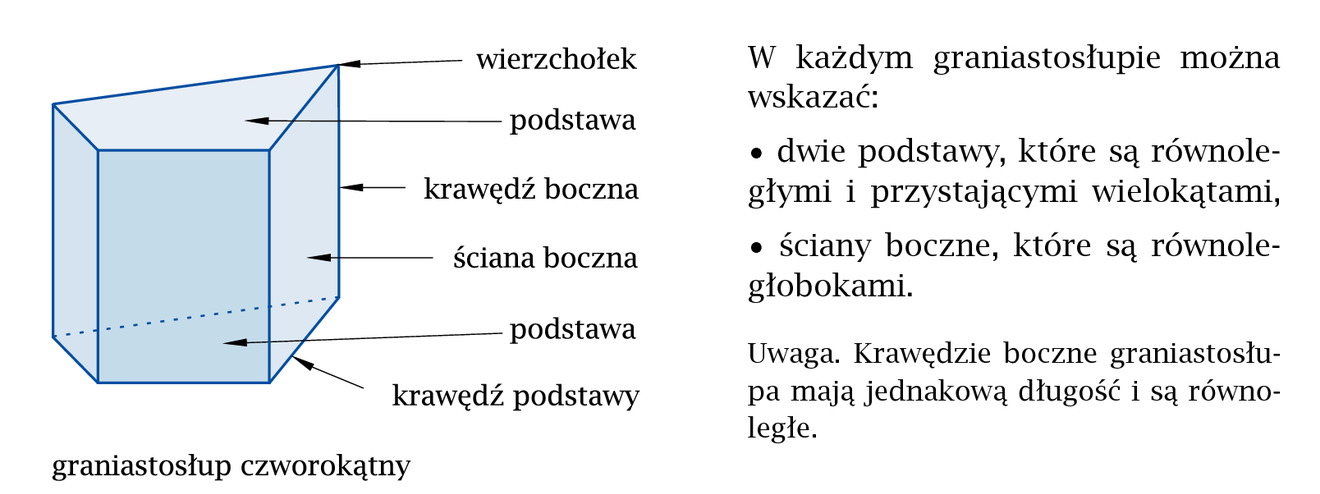 wierzchołek
podstawa
krawędź boczna
ściana boczna
podstawa
krawędź podstawy
graniastosłup czworokątny
W każdym graniastosłupie można
wskazać:
• dwie podstawy, które są równole-
głymi i przystającymi wielokątami,
• ściany boczne, które są równole-
głobokami.
Uwaga. Krawędzie boczne graniastosłu-
pa mają jednakową długość i są równo-
ległe.